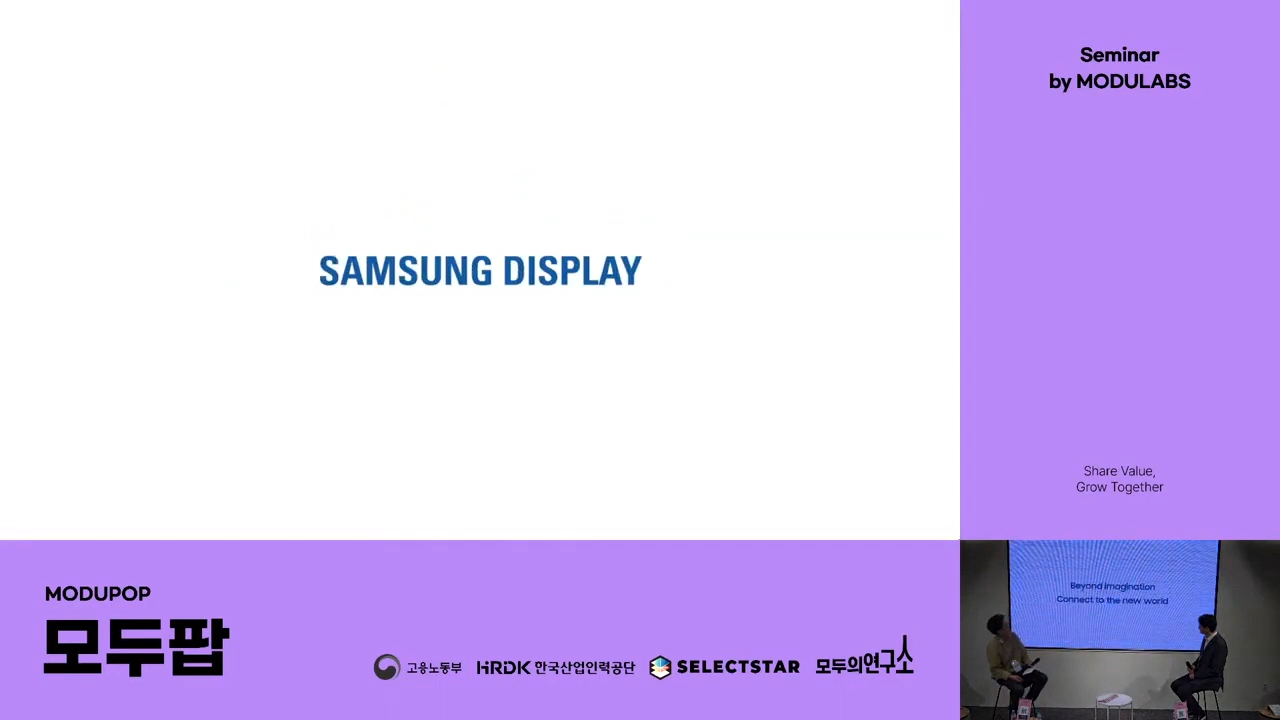 SAMSUNG DISPLAY
Seminar
by MODULABS
Share Value,
Grow Together
Beyond imagination
Connect to the new world
MODUPOP
모두팝
고용노동부
HRDK 한국산업인력공단
SELECTSTAR
모두의연구소